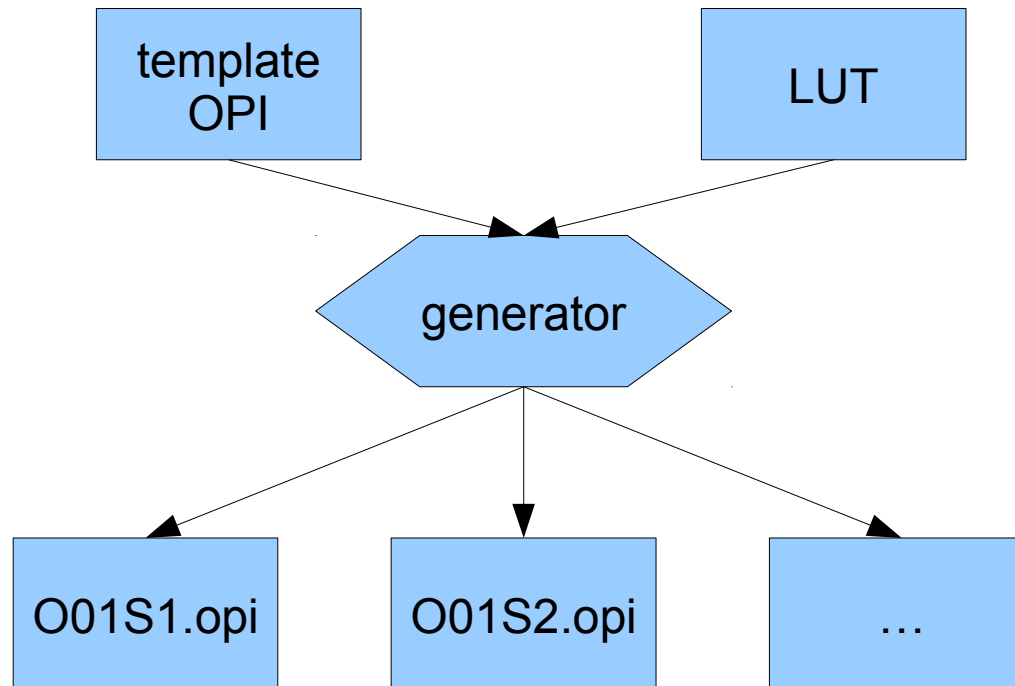 template
OPI
LUT
generator
O01S1.opi
O01S2.opi
…